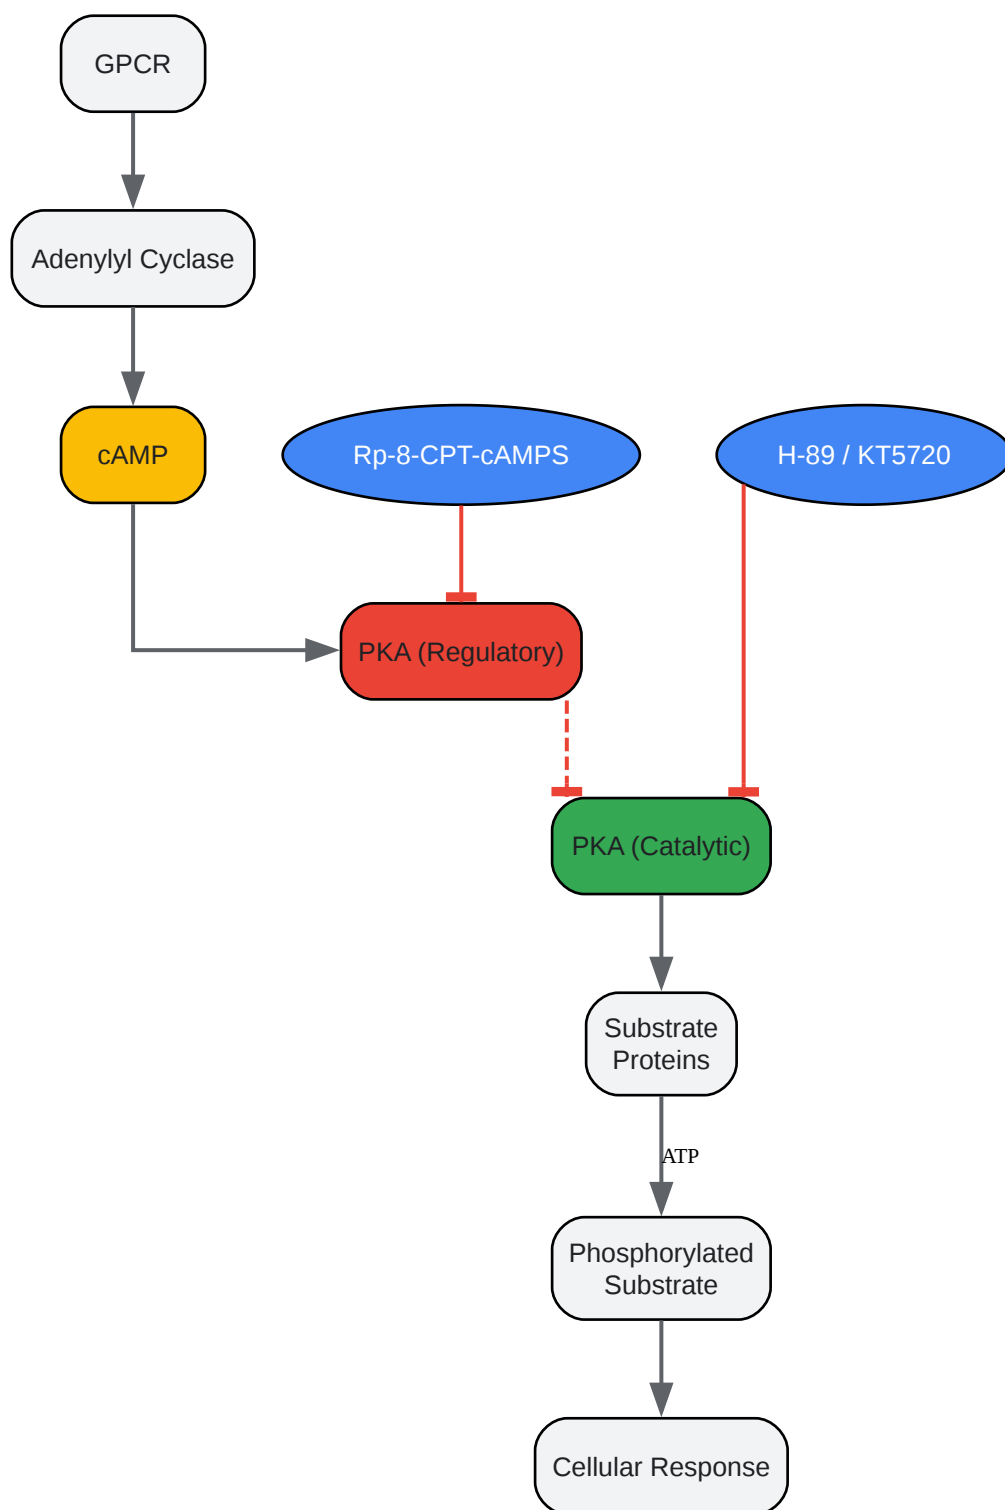 GPCR
Adenylyl Cyclase
cAMP
Rp-8-CPT-cAMPS
H-89 / KT5720
PKA (Regulatory)
PKA (Catalytic)
Substrate
Proteins
ATP
Phosphorylated
Substrate
Cellular Response